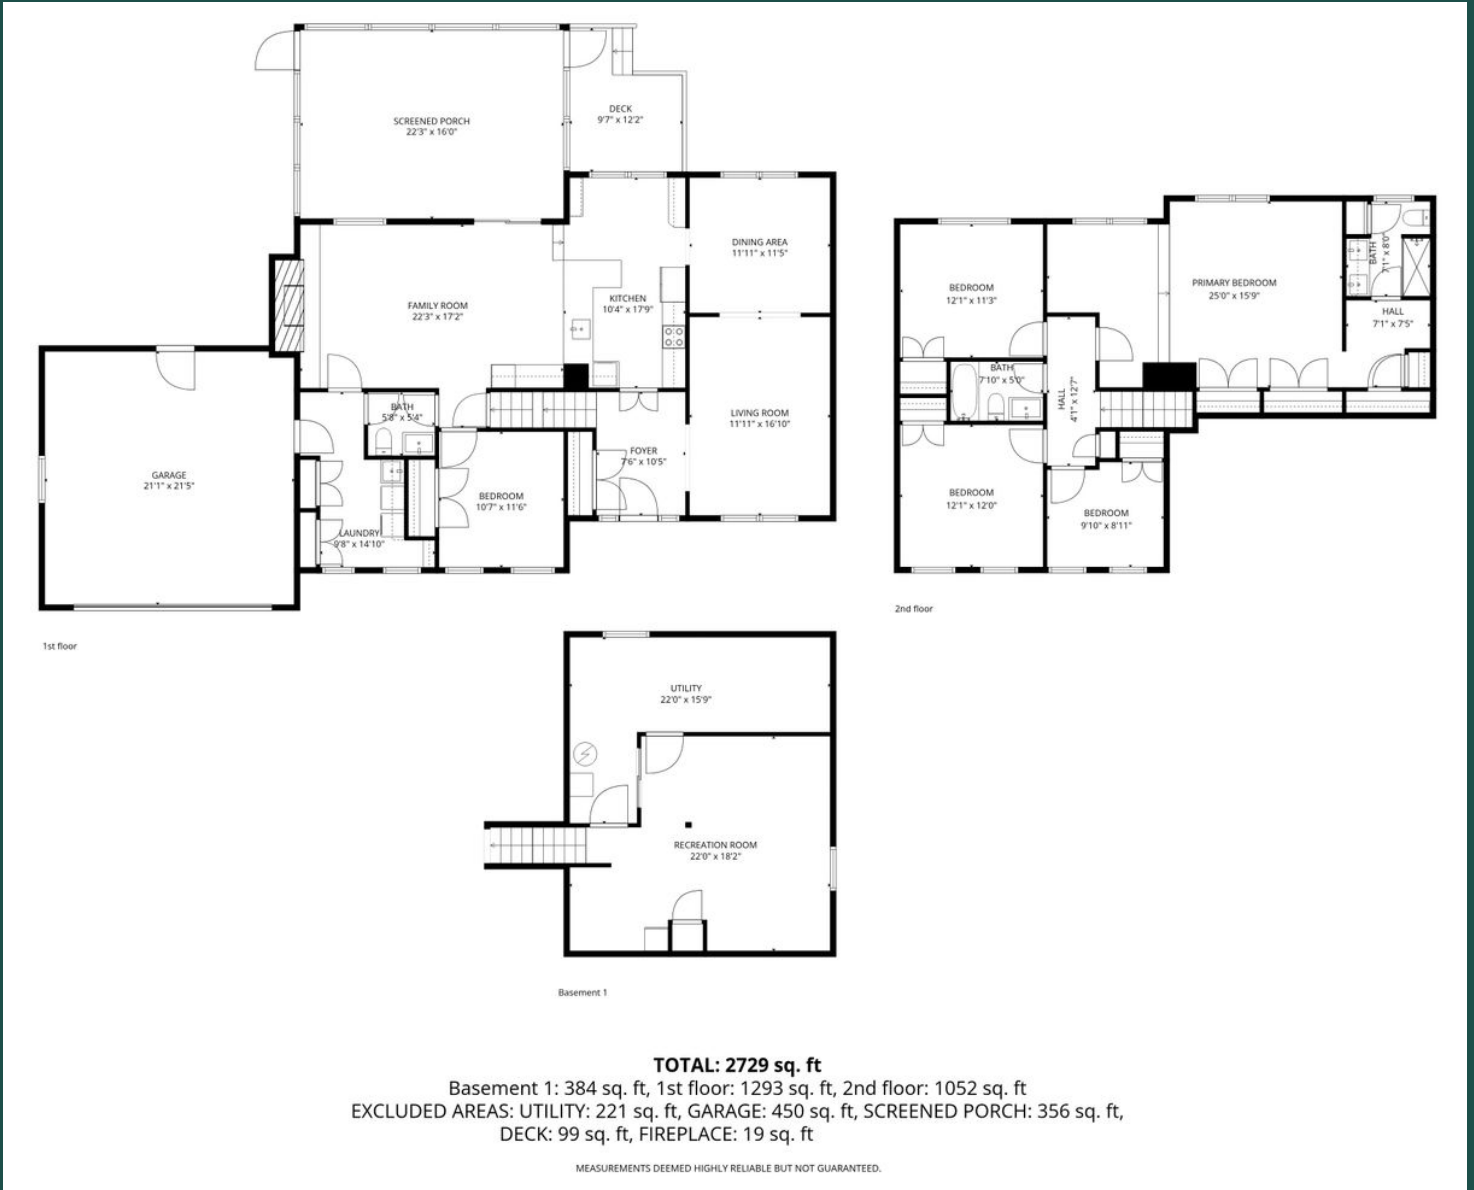 SCREENED PORCH
22'3" x 16'0"
DECK
9'7" x 12'2"
DINING AREA
11'11" x 11'5"
FAMILY ROOM
22'3" x 17'2"
KITCHEN
10'4" x 17'9"
BATH
5'8" x 5'4"
LIVING ROOM
11'11" x 16'10"
FOYER
7'6" x 10'5"
GARAGE
21'1" x 21'5"
BEDROOM
10'7" x 11'6"
LAUNDRY
9'8" x 14'10"
1st floor
BEDROOM
12'1" x 11'3"
PRIMARY BEDROOM
25'0" x 15'9"
BATH
7'1" x 8'0"
HALL
7'1" x 7'5"
BATH
7'10" x 5'0"
HALL
4'1" x 12'7"
BEDROOM
12'1" x 12'0"
BEDROOM
9'10" x 8'11"
2nd floor
UTILITY
22'0" x 15'9"
RECREATION ROOM
22'0" x 18'2"
Basement 1
TOTAL: 2729 sq. ft
Basement 1: 384 sq. ft, 1st floor: 1293 sq. ft, 2nd floor: 1052 sq. ft
EXCLUDED AREAS: UTILITY: 221 sq. ft, GARAGE: 450 sq. ft, SCREENED PORCH: 356 sq. ft,
DECK: 99 sq. ft, FIREPLACE: 19 sq. ft
MEASUREMENTS DEEMED HIGHLY RELIABLE BUT NOT GUARANTEED.